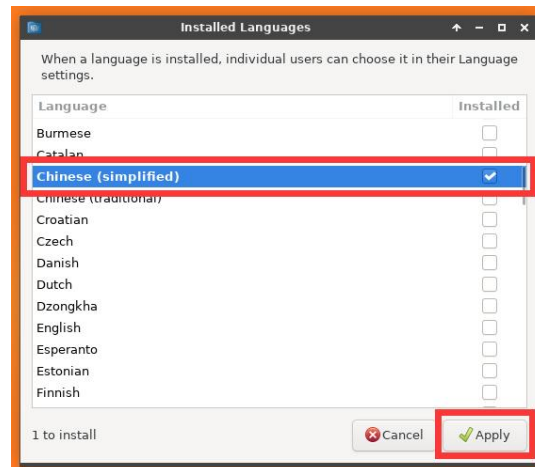 Installed Languages
When a language is installed, individual users can choose it in their Language
settings.
Language Installed
Burmese
Catalan
Chinese (simplified)
Chinese (traditional)
Croatian
Czech
Danish
Dutch
Dzongkha
English
Esperanto
Estonian
Finnish
1 to install Cancel Apply